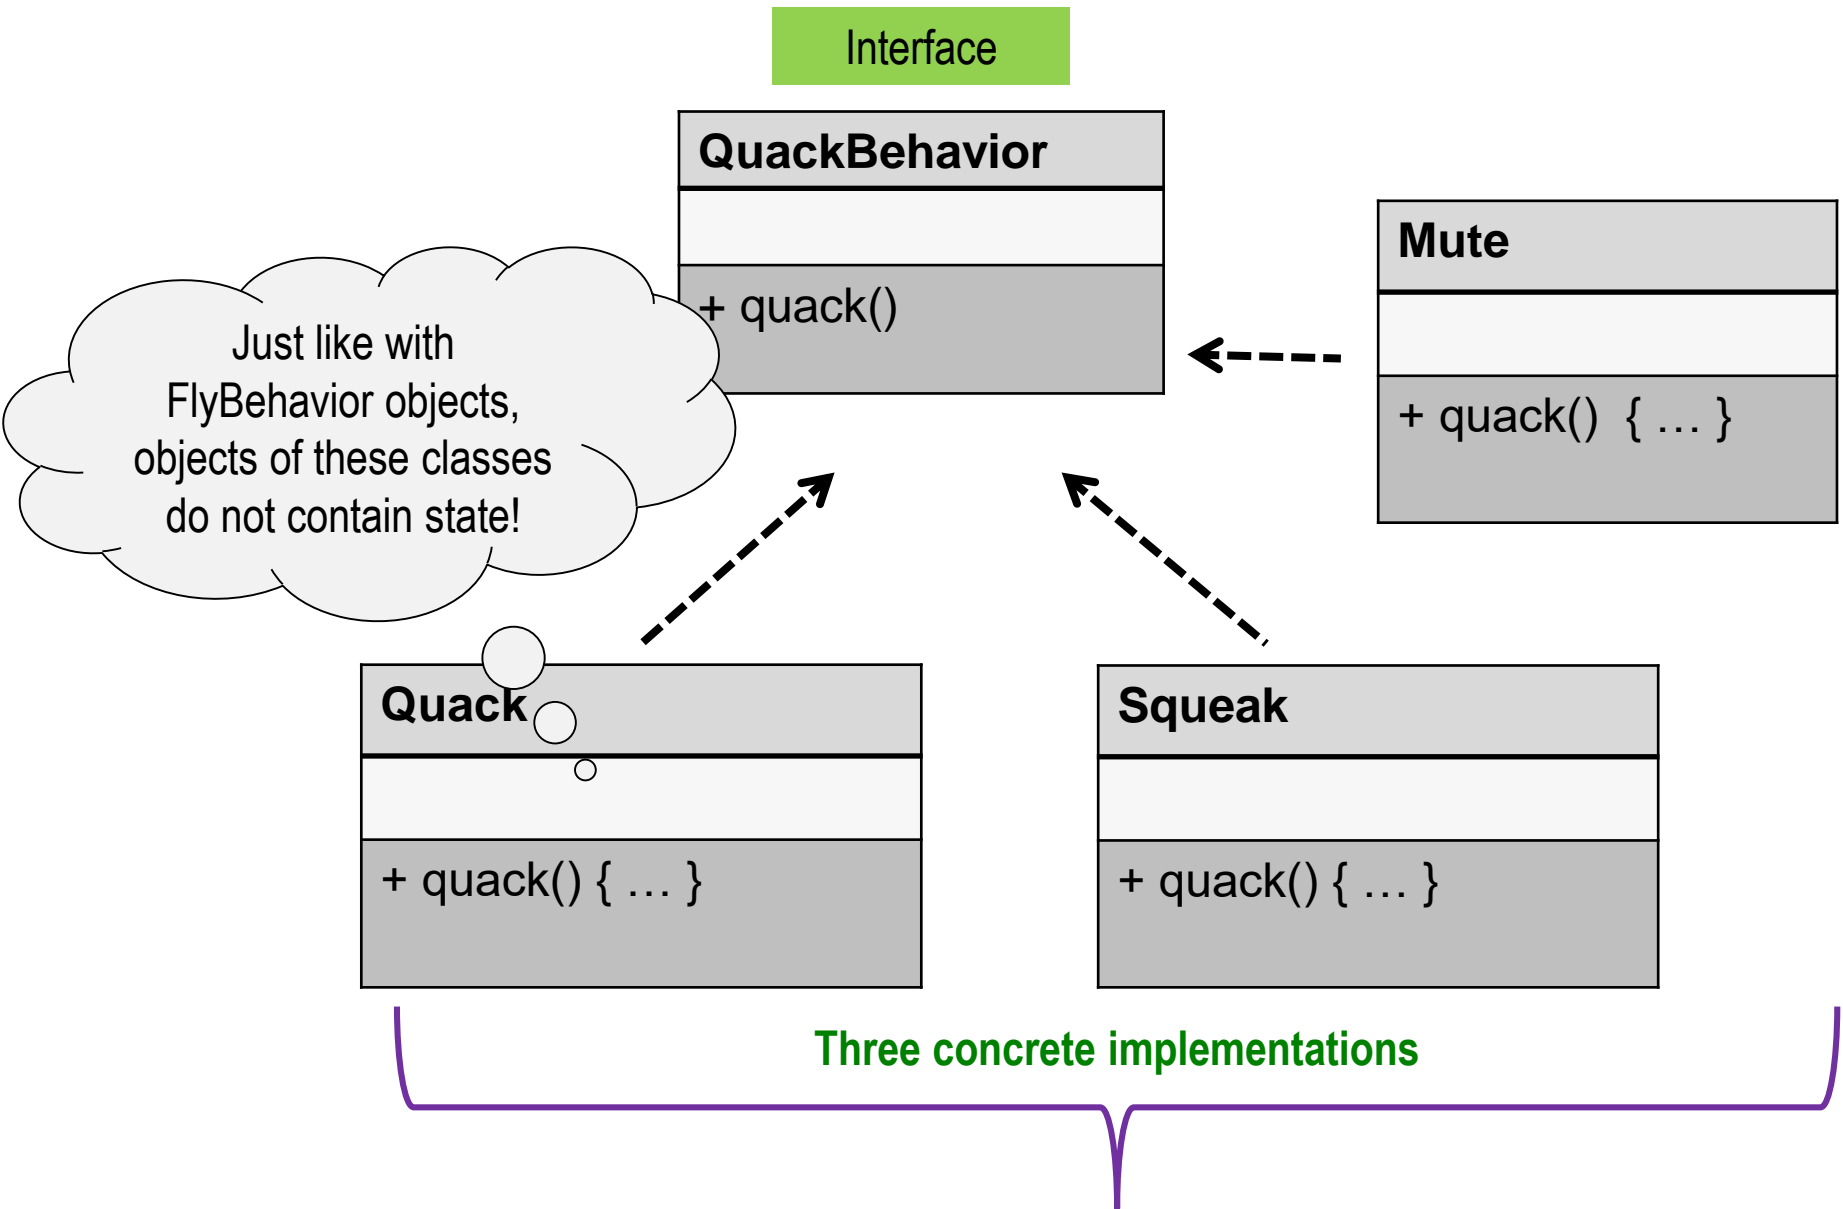 Interface
QuackBehavior
+ quack()
Mute
+ quack() { … }
Just like with
FlyBehavior objects,
objects of these classes
do not contain state!
Quack
+ quack() { … }
Squeak
+ quack() { … }
Three concrete implementations